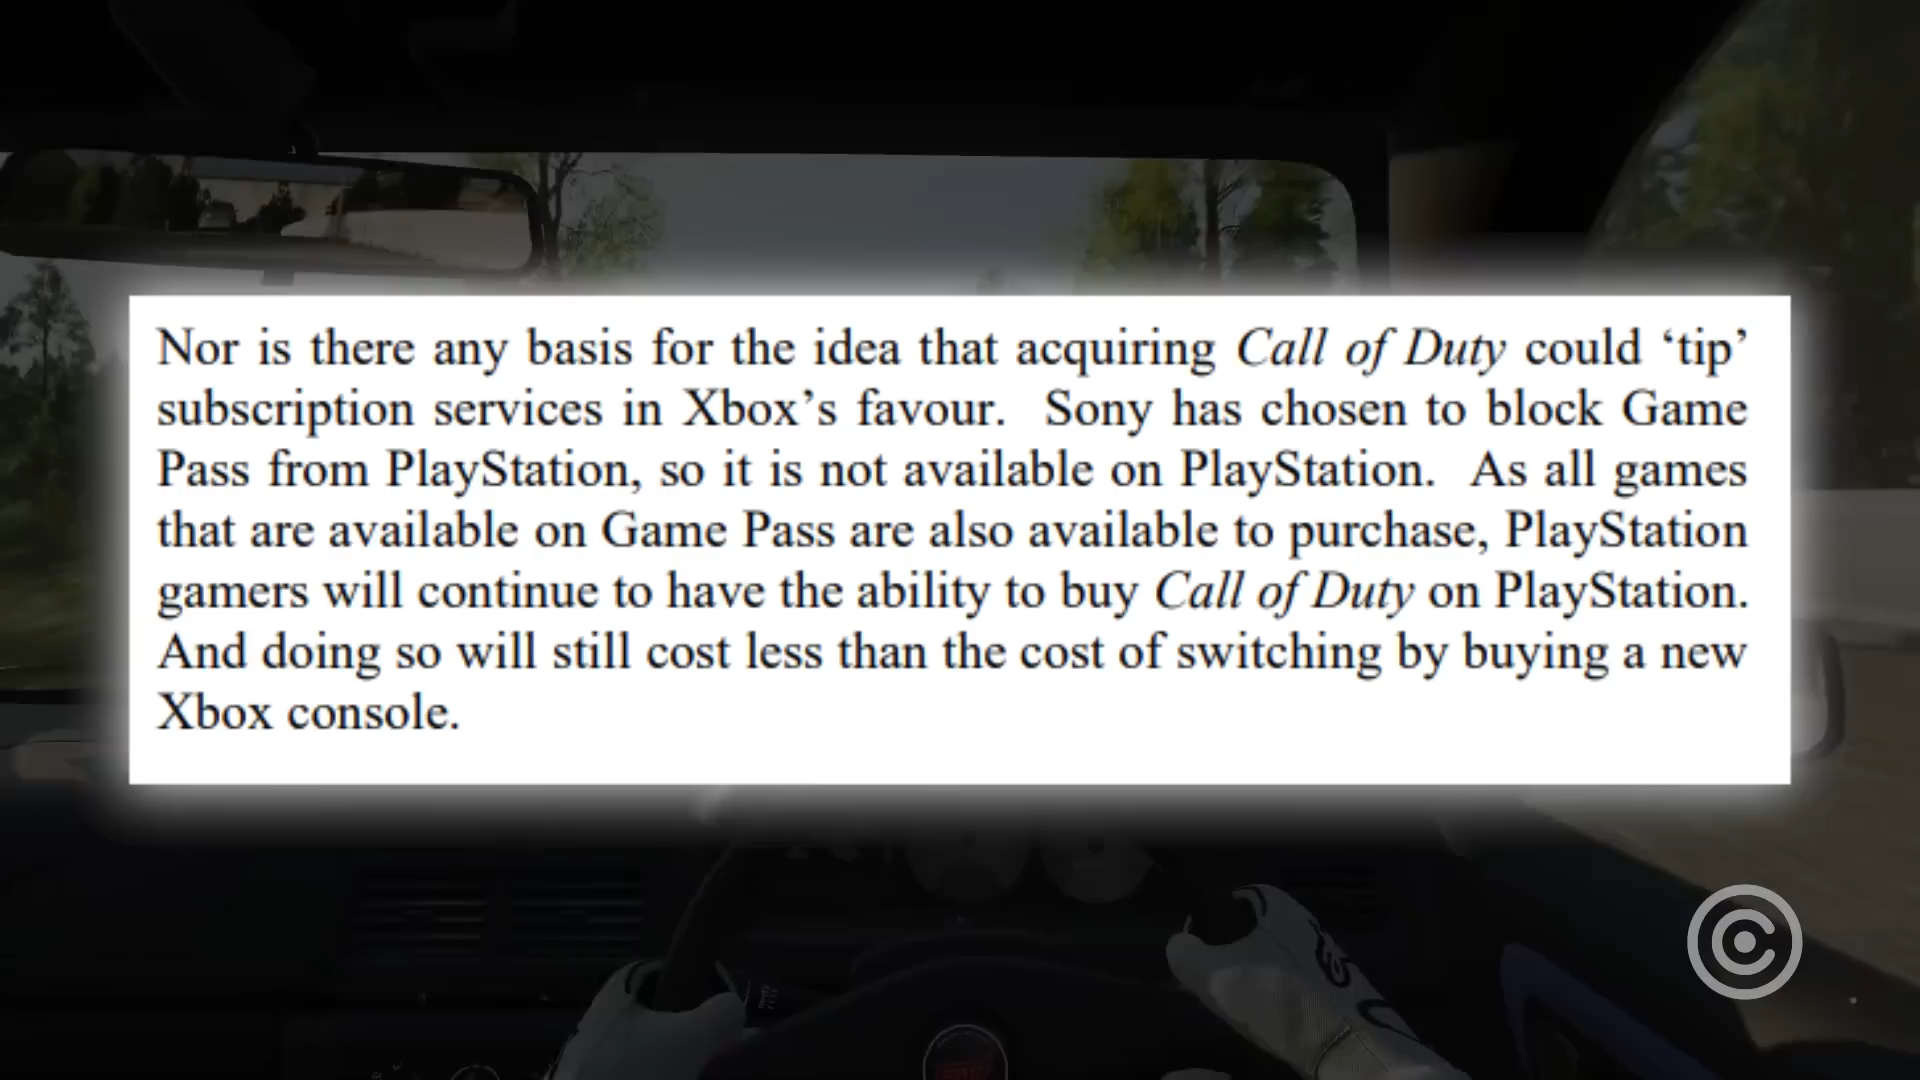 Nor is there any basis for the idea that acquiring Call of Duty could ‘tip’
subscription services in Xbox’s favour. Sony has chosen to block Game
Pass from PlayStation, so it is not available on PlayStation. As all games
that are available on Game Pass are also available to purchase, PlayStation
gamers will continue to have the ability to buy Call of Duty on PlayStation.
And doing so will still cost less than the cost of switching by buying a new
Xbox console.